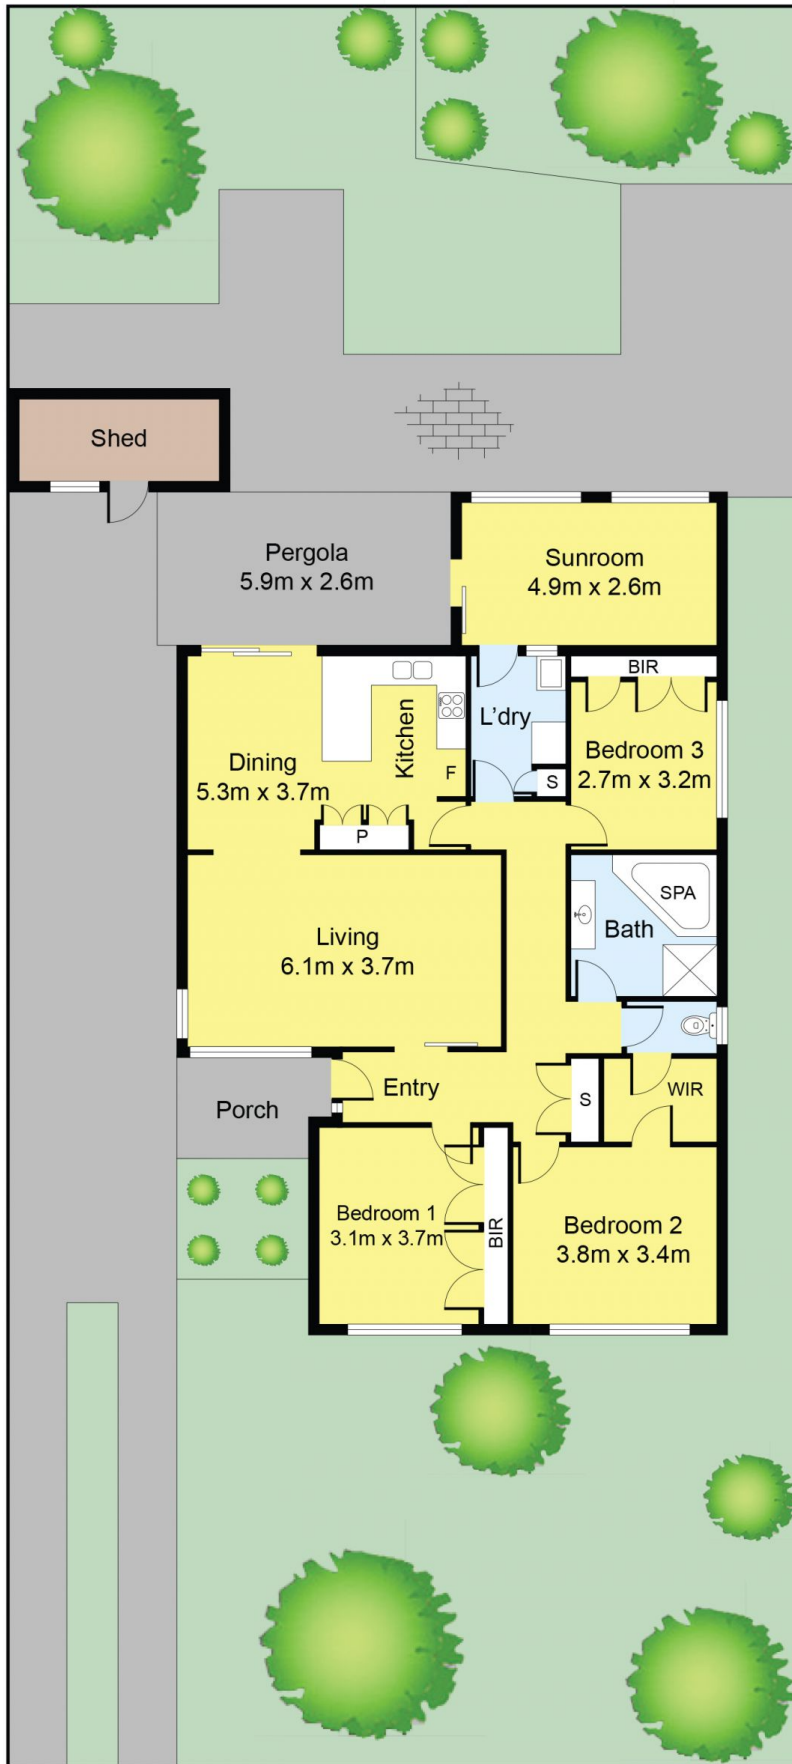 Shed
Pergola
5.9m x 2.6m
Sunroom
4.9m x 2.6m
BIR
L'dry
Kitchen
Bedroom 3
2.7m x 3.2m
Dining
5.3m x 3.7m
F
S
P
SPA
Bath
Living
6.1m x 3.7m
Entry
Porch
S
WIR
Bedroom 1
3.1m x 3.7m
BIR
Bedroom 2
3.8m x 3.4m